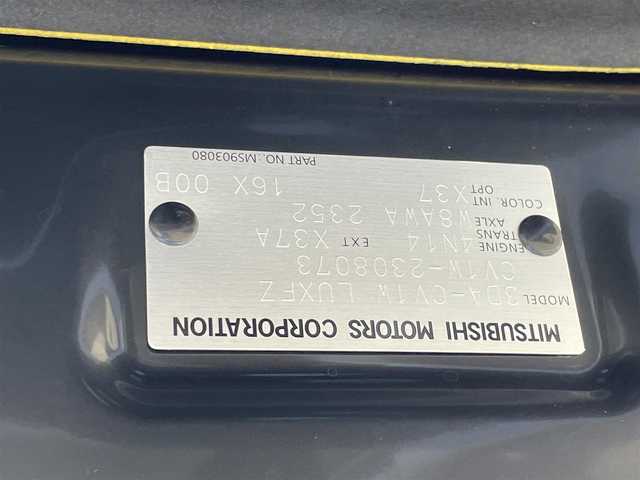 MITSUBISHI MOTORS CORPORATION
MODEL 3DA-CV1W LUXFZ
CV1W-2308073
ENGINE 4N14 EXT X37A
TRANS AXLE W8AWA 2352
COLOR. INT OPT X37 16X 00B
PART NO.:MS903080